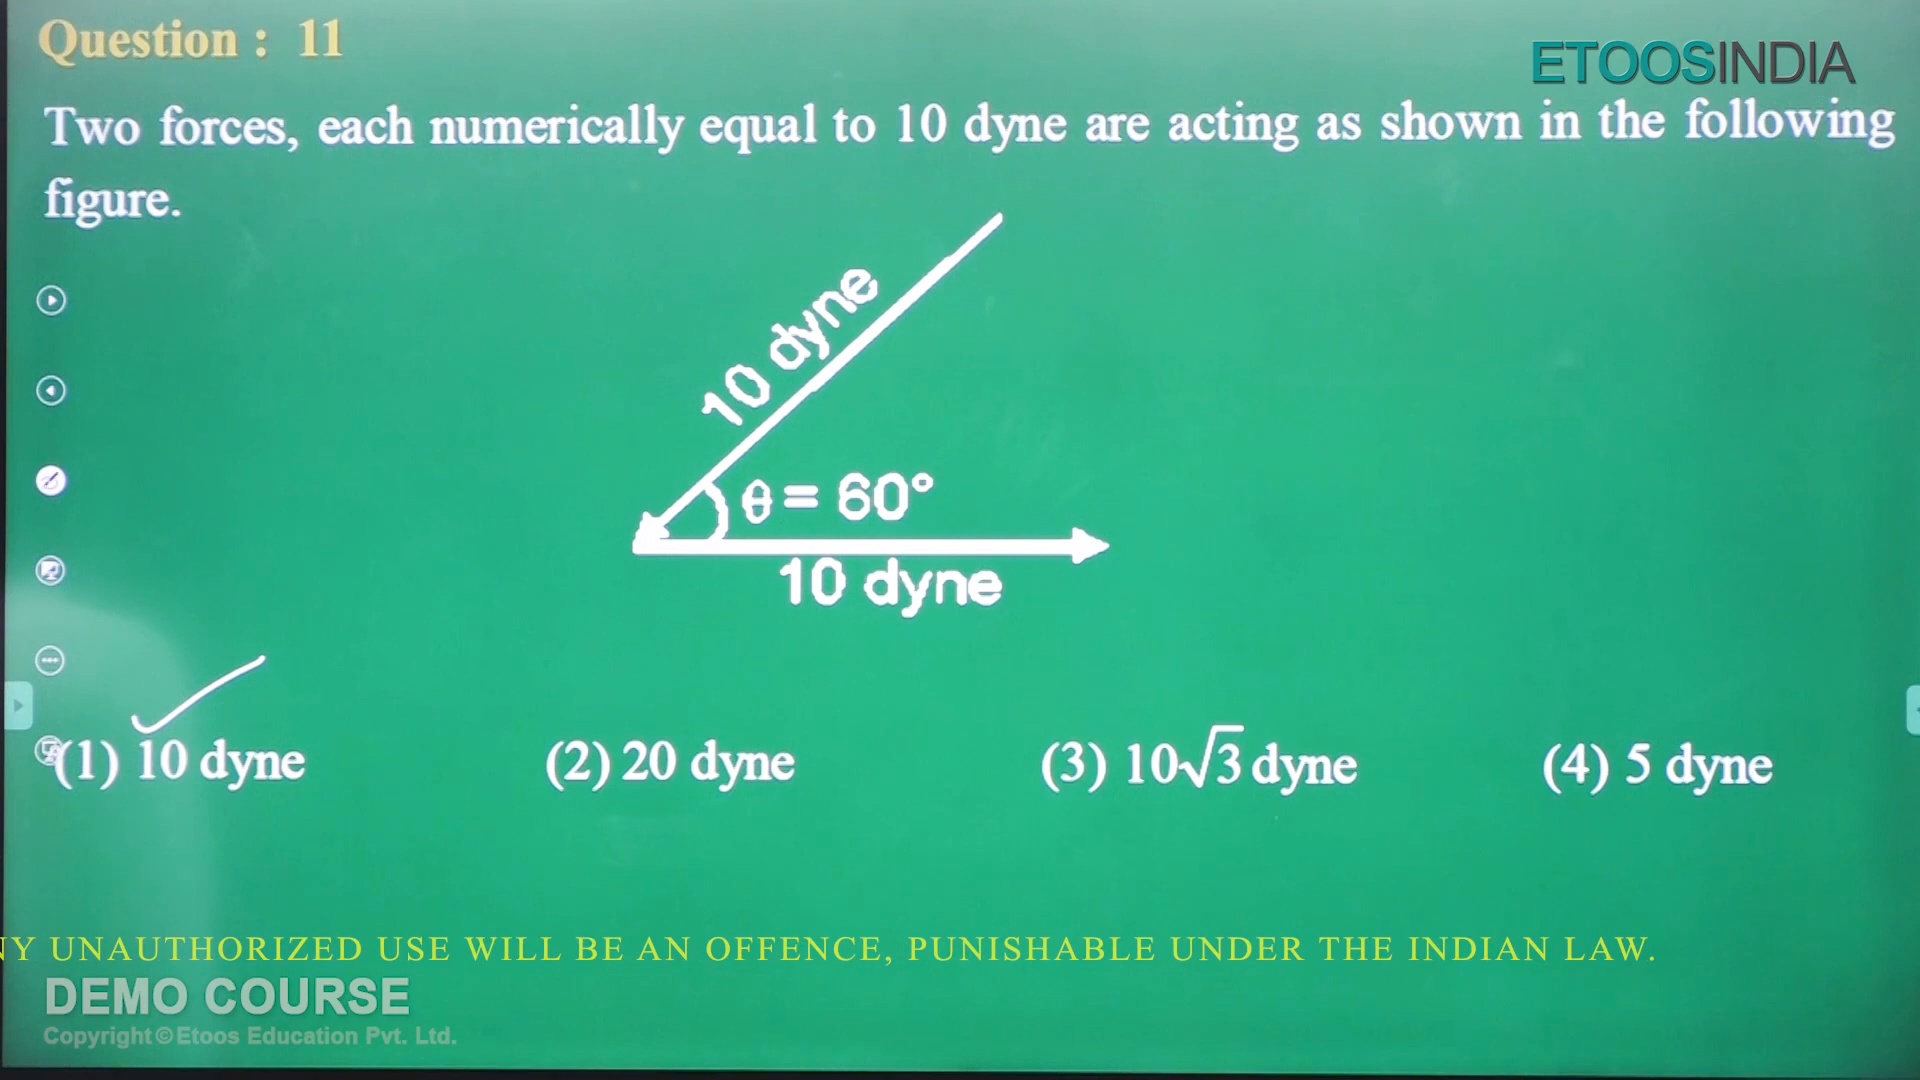 Question : 11
ETOOSINDIA
Two forces, each numerically equal to 10 dyne are acting as shown in the following
figure.
10 dyne
θ = 60°
10 dyne
(1) 10 dyne
(2) 20 dyne
(3) 10√3 dyne
(4) 5 dyne
NY UNAUTHORIZED USE WILL BE AN OFFENCE, PUNISHABLE UNDER THE INDIAN LAW.
DEMO COURSE
Copyright©Etoos Education Pvt. Ltd.